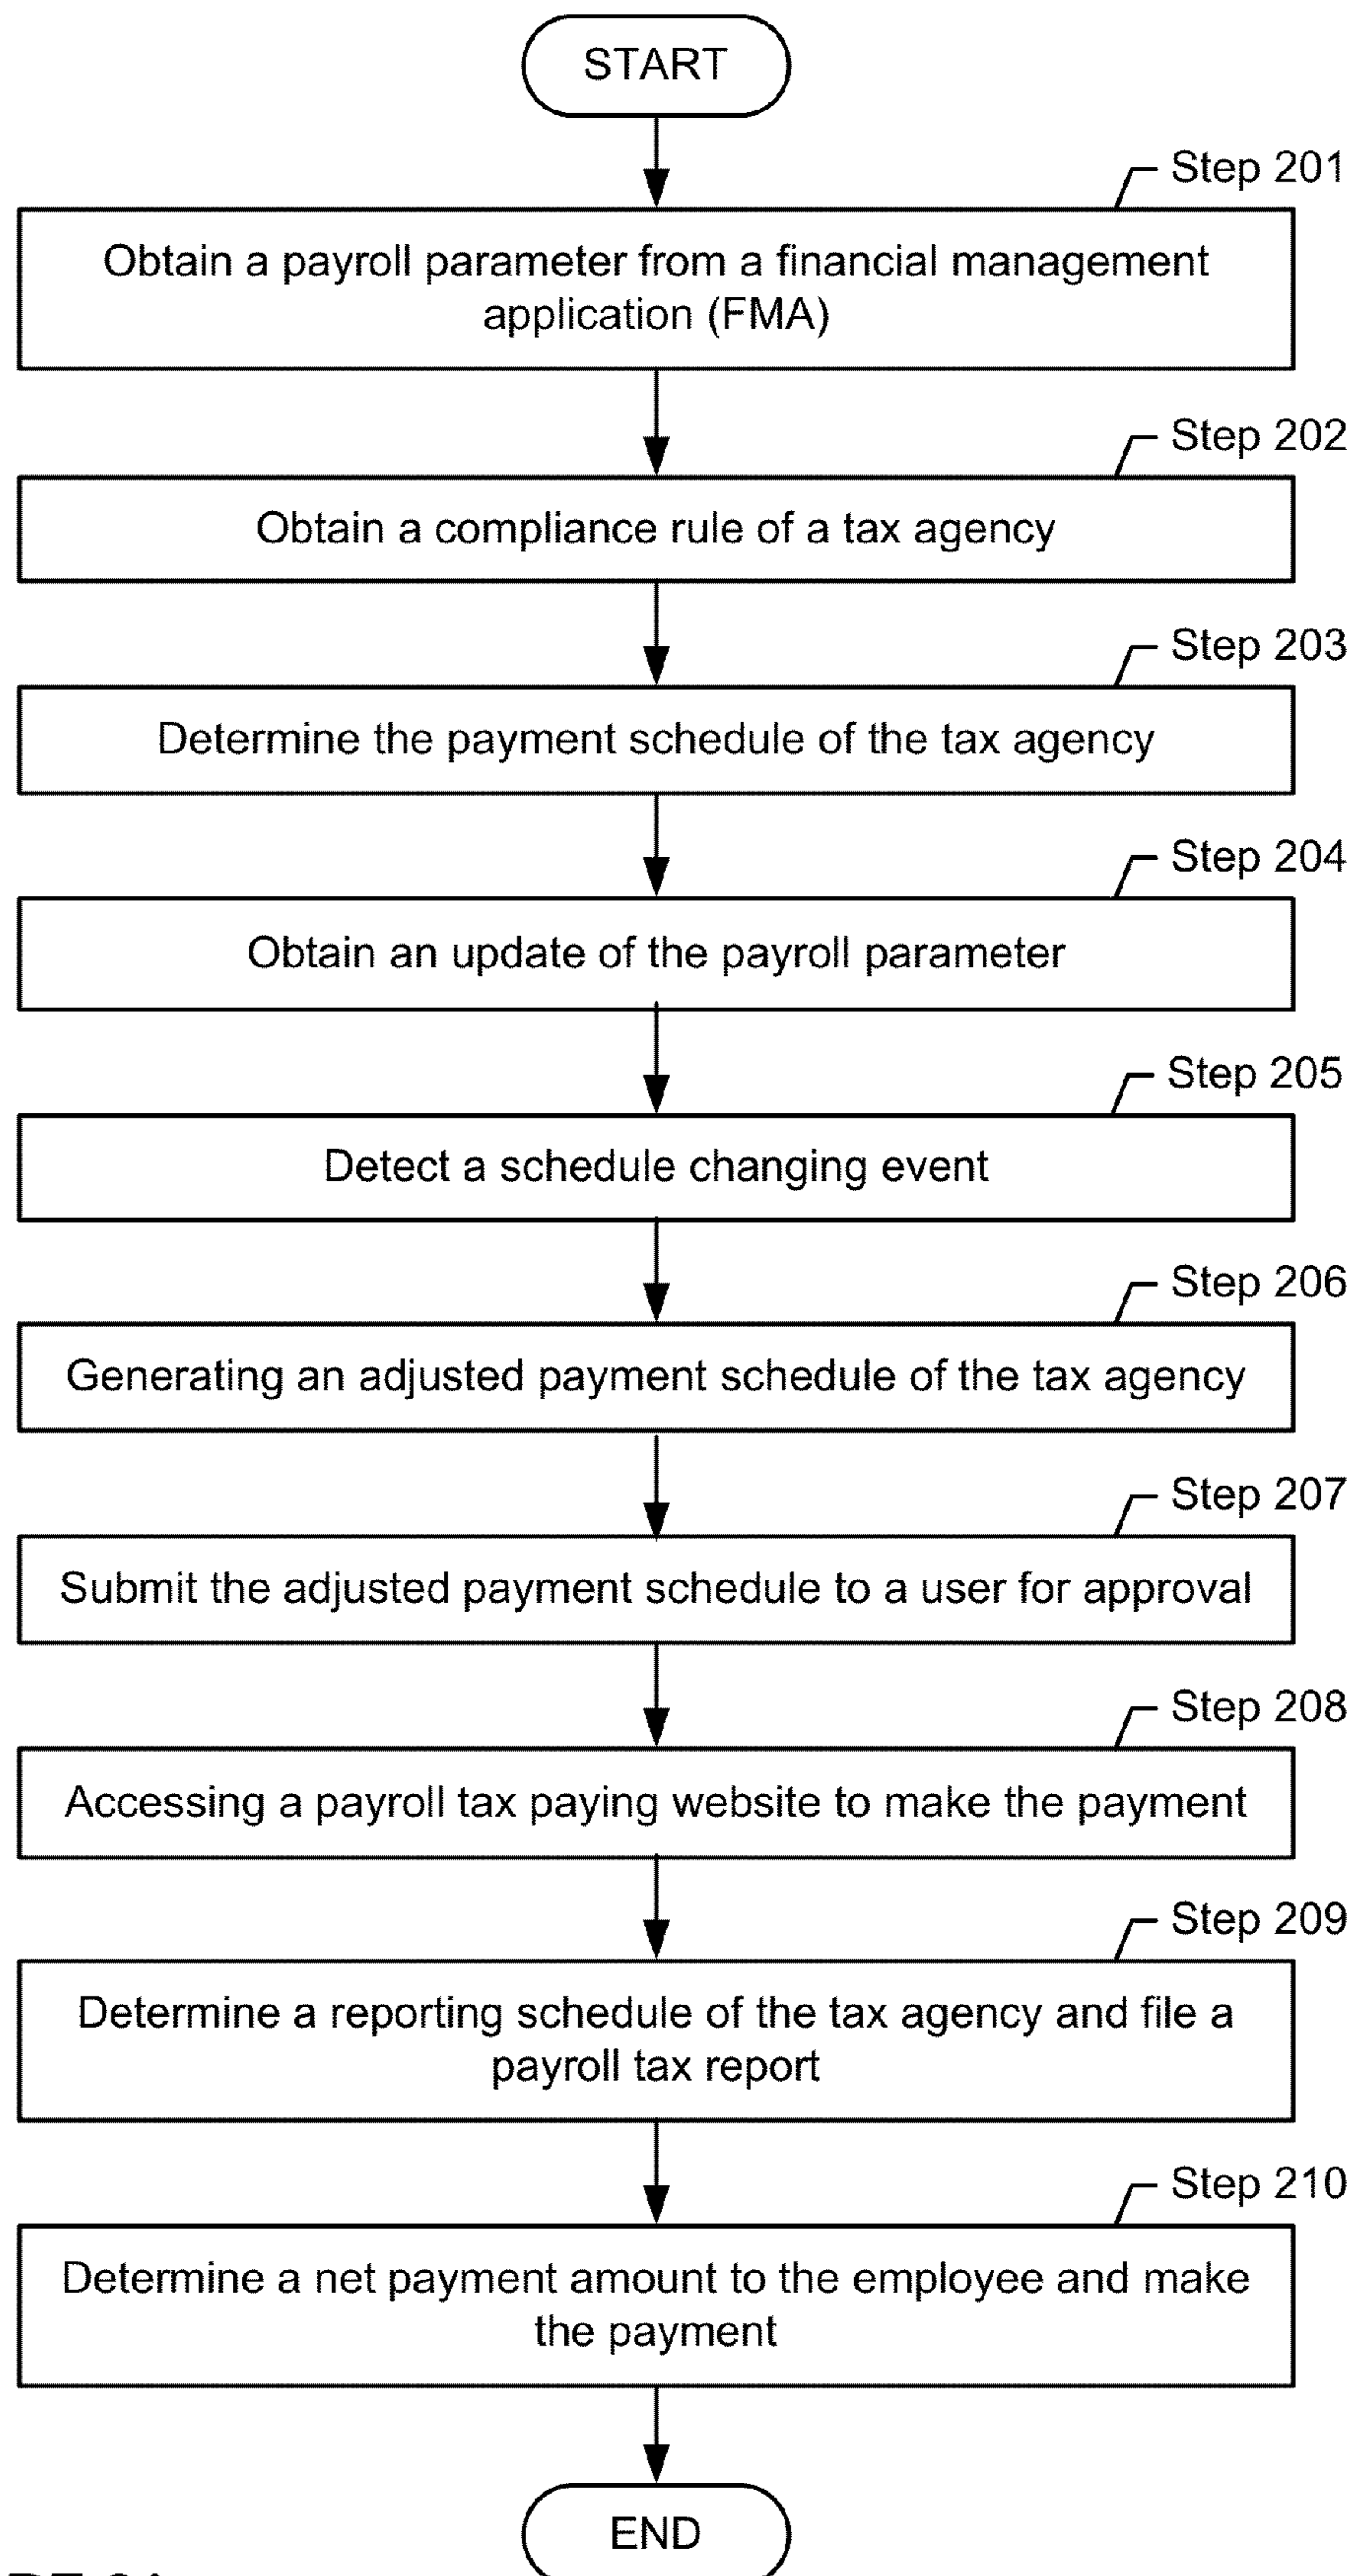 START
Step 201
Obtain a payroll parameter from a financial management
application (FMA)
Step 202
Obtain a compliance rule of a tax agency
Step 203
Determine the payment schedule of the tax agency
Step 204
Obtain an update of the payroll parameter
Step 205
Detect a schedule changing event
Step 206
Generating an adjusted payment schedule of the tax agency
Step 207
Submit the adjusted payment schedule to a user for approval
Step 208
Accessing a payroll tax paying website to make the payment
Step 209
Determine a reporting schedule of the tax agency and file a
payroll tax report
Step 210
Determine a net payment amount to the employee and make
the payment
END